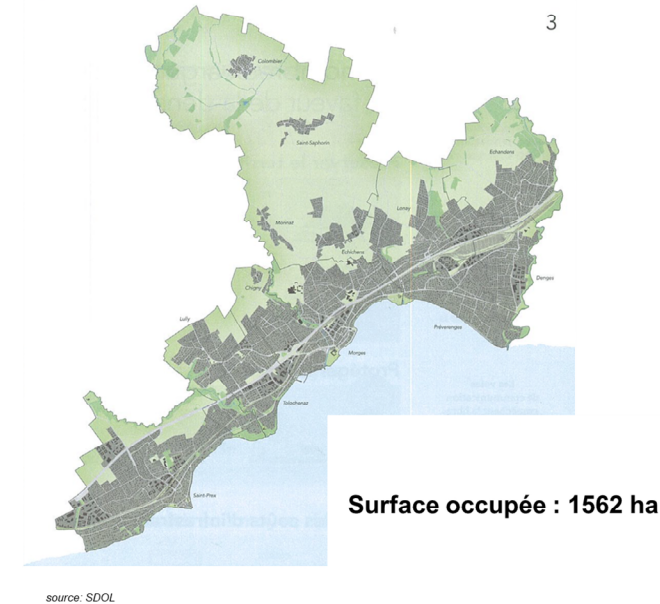 3
Colombier
Saint-Saphorin
Echandens
Monnaz
Lonay
Echichens
Chigny
Denges
Lully
Préverenges
Morges
Tolochenaz
Saint-Prex
Surface occupée : 1562 ha
source: SDOL